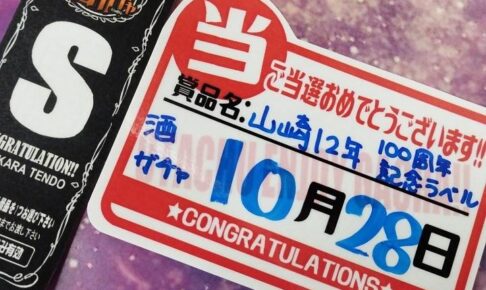 S
CONGRATULATION!!
KARA TENDO
当
ご当選おめでとうございます!!
賞品名:山崎12年 100周年
記念ラベル
酒
ガチャ
10月28日
★CONGRATULATIONS★